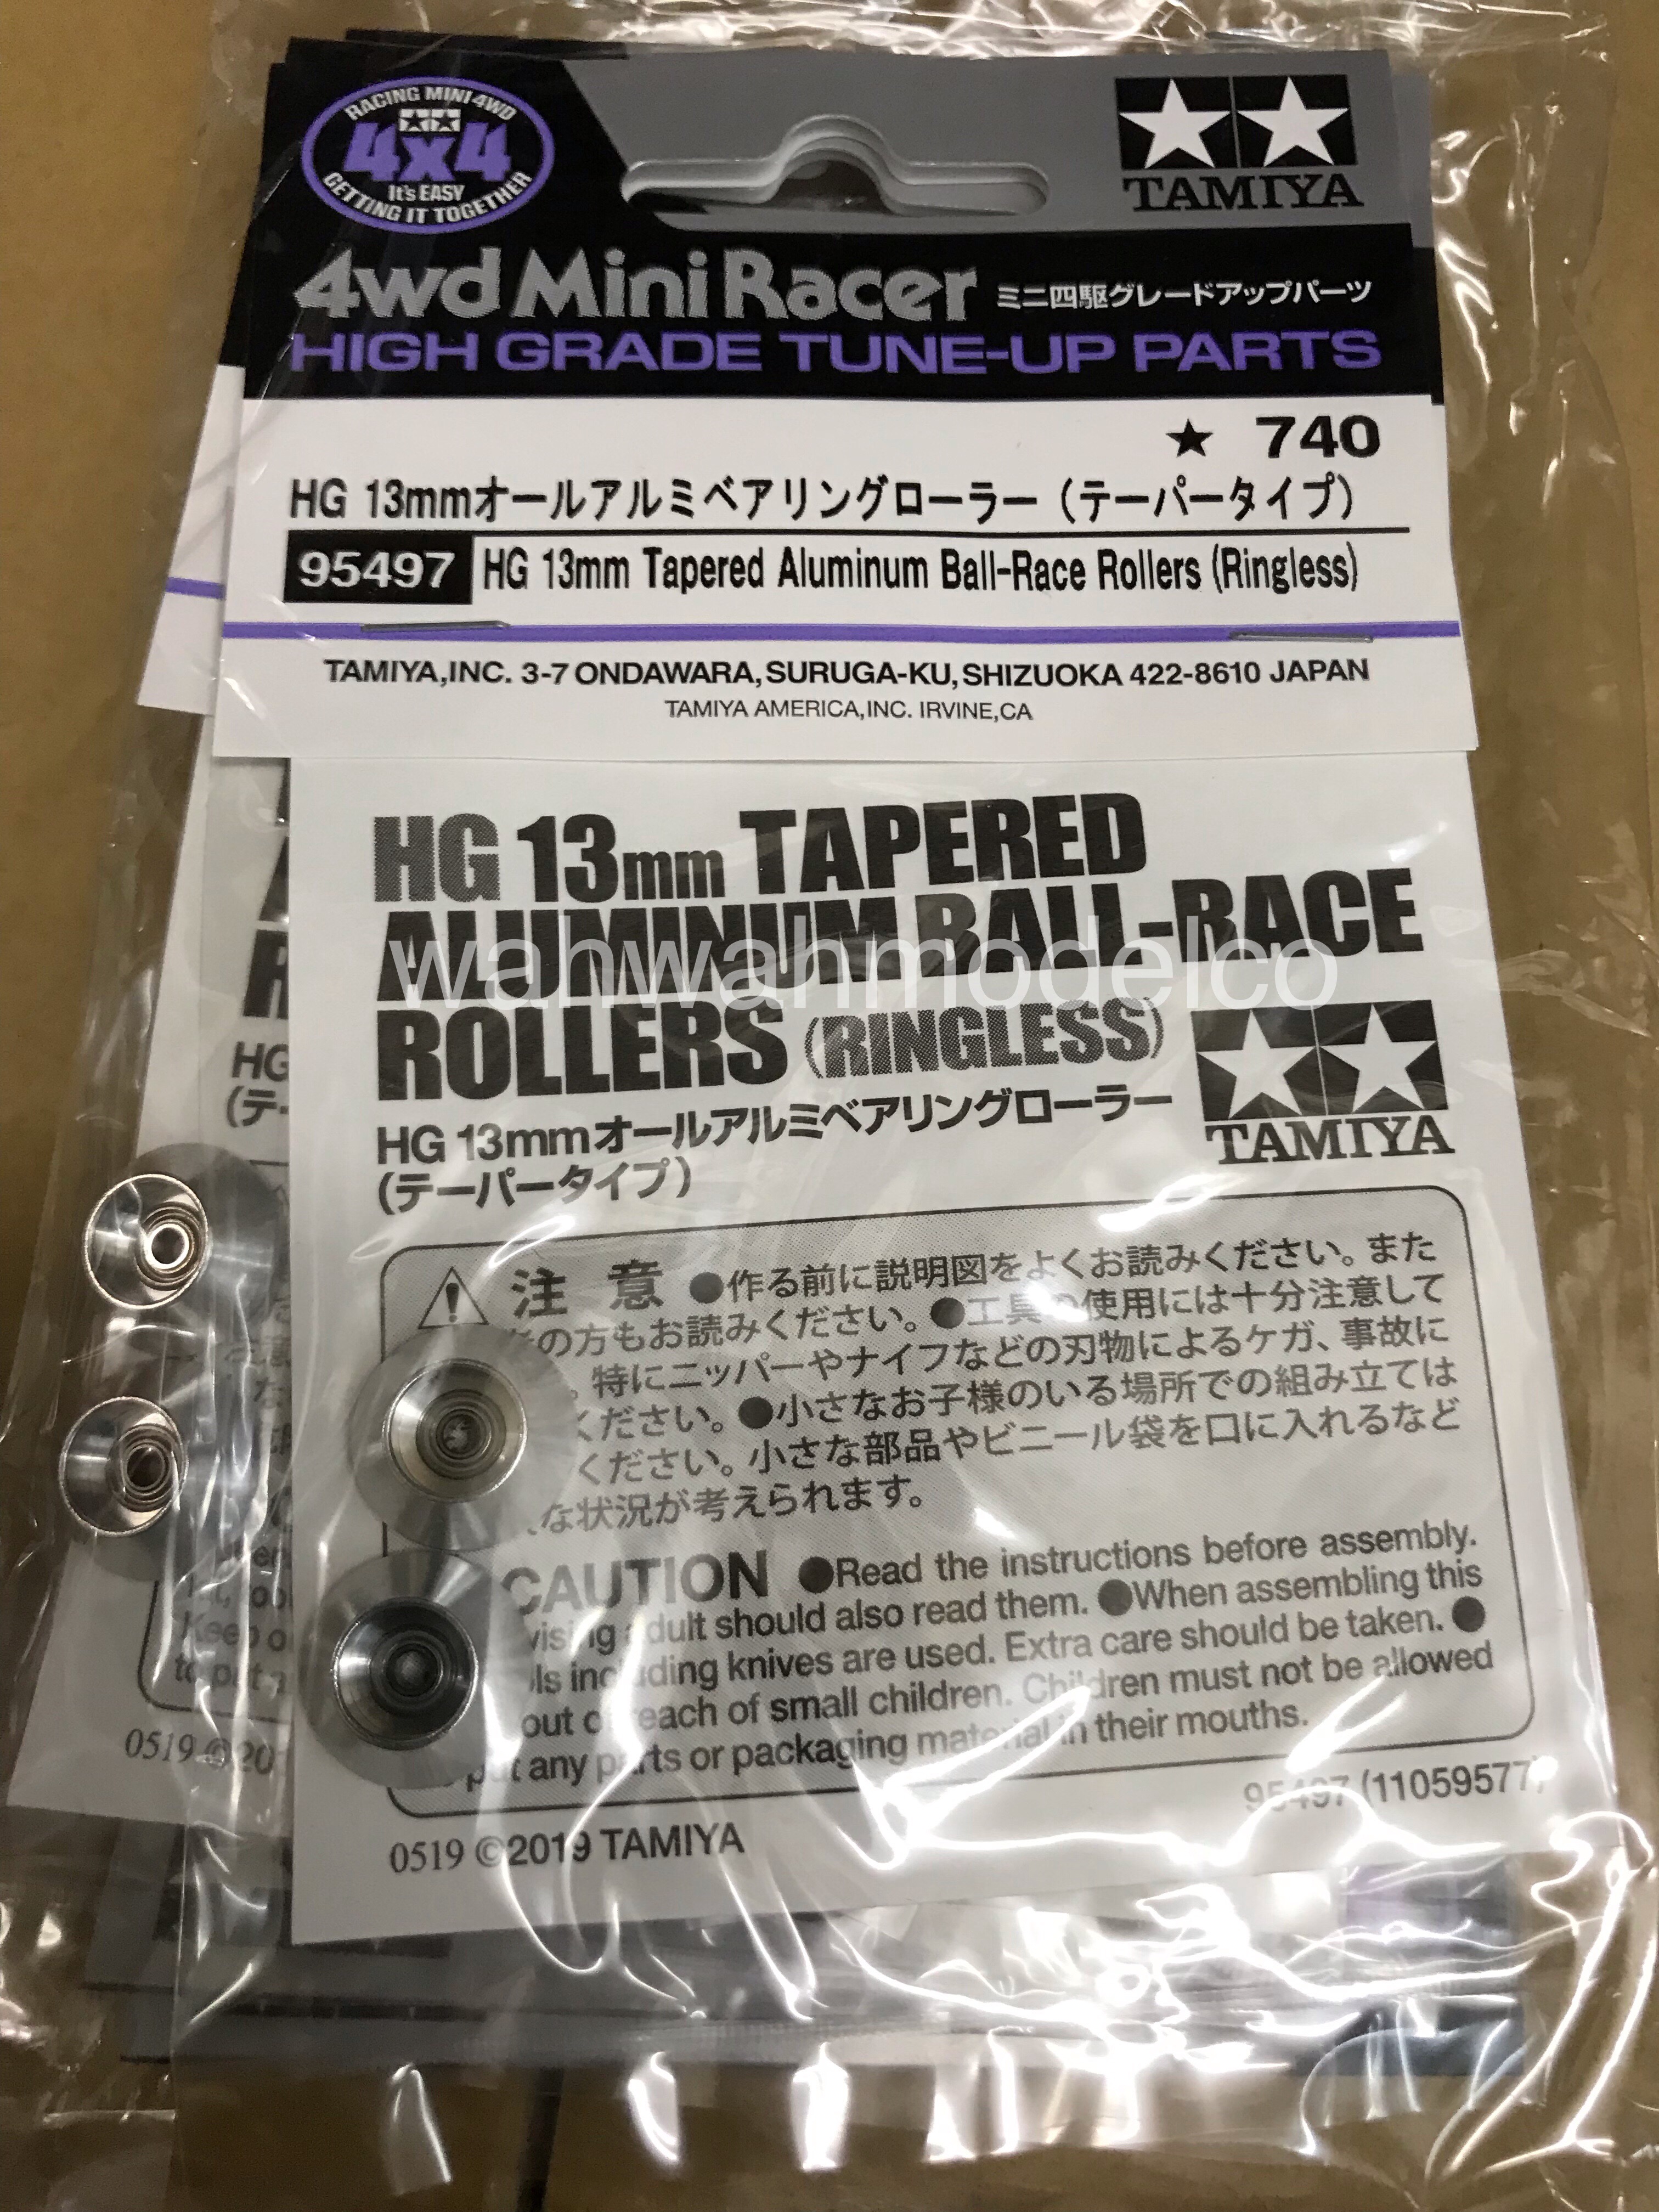 RACING MINI 4WD
4x4
It's EASY
GETTING IT TOGETHER
TAMIYA
4wd Mini Racer ミニ四駆グレードアップパーツ
HIGH GRADE TUNE-UP PARTS
★ 740
HG 13mmオールアルミベアリングローラー（テーパータイプ）
95497 HG 13mm Tapered Aluminum Ball-Race Rollers (Ringless)
TAMIYA,INC. 3-7 ONDAWARA, SURUGA-KU, SHIZUOKA 422-8610 JAPAN
TAMIYA AMERICA,INC. IRVINE,CA
HG 13mm TAPERED
ALUMINUM BALL-RACE
wahwahmodelco
ROLLERS (RINGLESS)
TAMIYA
HG 13mmオールアルミベアリングローラー
(テーパータイプ)
注 意 ●作る前に説明図をよくお読みください。また
の方もお読みください。●工具の使用には十分注意して
。特にニッパーやナイフなどの刃物によるケガ、事故に
ください。●小さなお子様のいる場所での組み立ては
ください。小さな部品やビニール袋を口に入れるなど
な状況が考えられます。
CAUTION ●Read the instructions before assembly.
adult should also read them. ●When assembling this
including knives are used. Extra care should be taken. ●
out of reach of small children. Children must not be allowed
put any parts or packaging material in their mouths.
95497 (11059577)
0519 ©2019 TAMIYA
HG
(テー
Keep o
to put a
0519 © 20